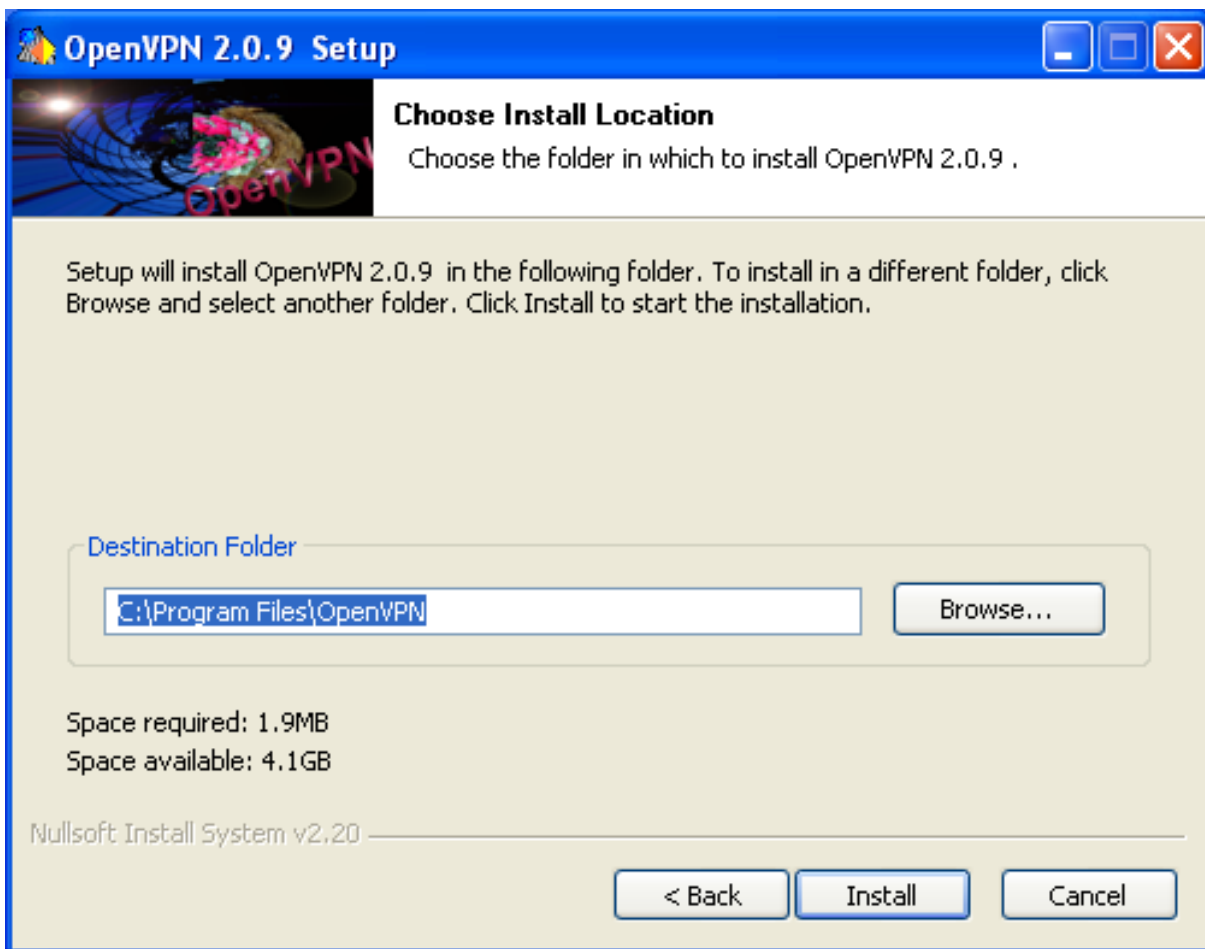 OpenVPN 2.0.9 Setup
OpenVPN
Choose Install Location
Choose the folder in which to install OpenVPN 2.0.9 .
Setup will install OpenVPN 2.0.9 in the following folder. To install in a different folder, click
Browse and select another folder. Click Install to start the installation.
Destination Folder
C:\Program Files\OpenVPN
Browse...
Space required: 1.9MB
Space available: 4.1GB
Nullsoft Install System v2.20
< Back
Install
Cancel